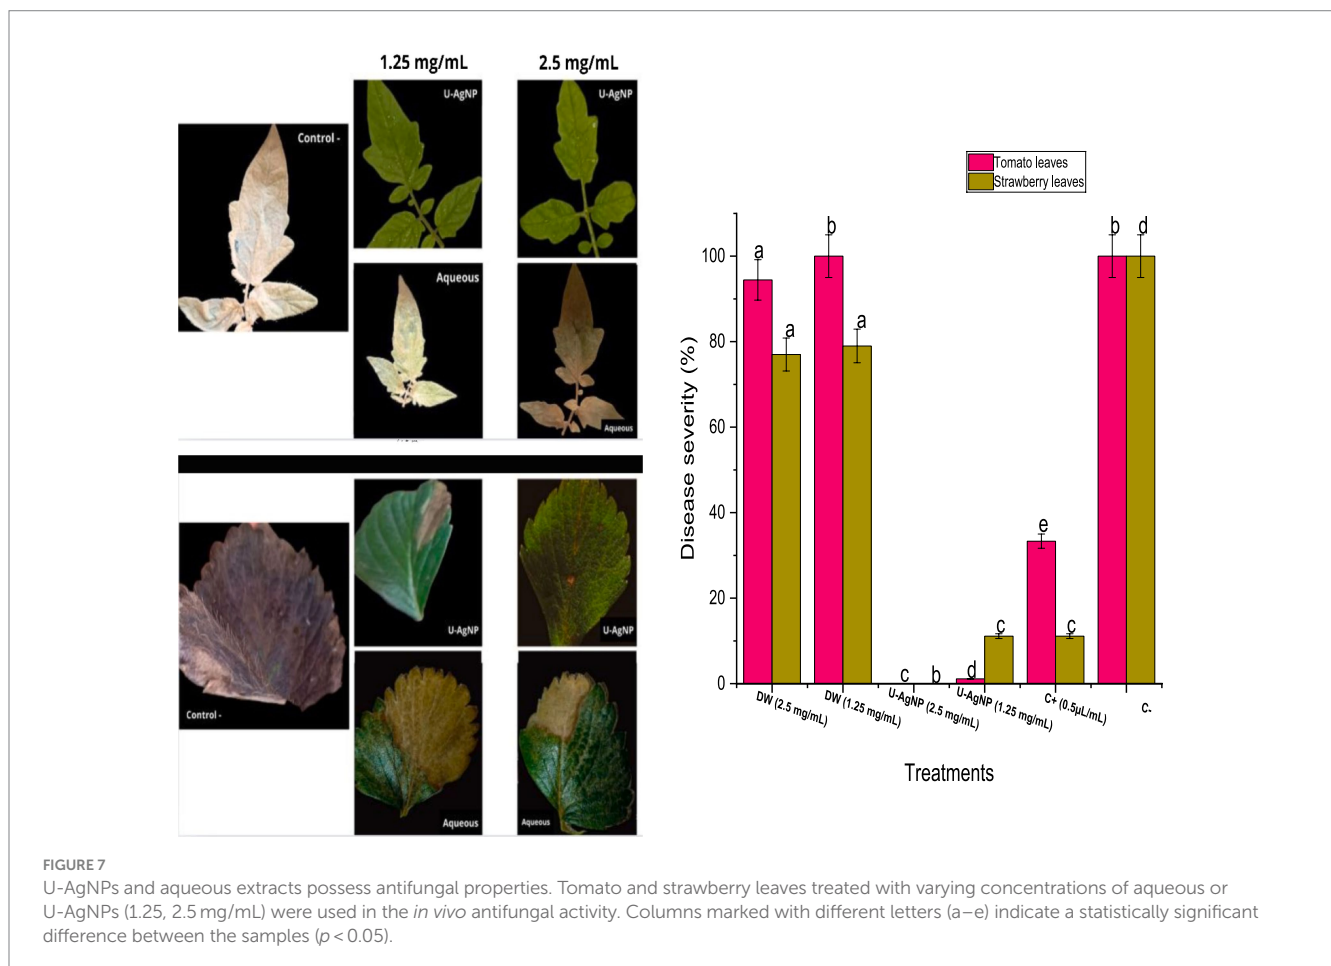 1.25 mg/mL
2.5 mg/mL
Control -
U-AgNP
U-AgNP
Aqueous
Aqueous
Control -
U-AgNP
U-AgNP
Aqueous
Aqueous
Tomato leaves
Strawberry leaves
Disease severity (%)
100
80
60
40
20
0
a
a
b
a
c
b
d
c
e
c
b
d
DW (2.5 mg/mL)
DW (1.25 mg/mL)
U-AgNP (2.5 mg/mL)
U-AgNP (1.25 mg/mL)
C+ (0.5µL/mL)
C-
Treatments
FIGURE 7
U-AgNPs and aqueous extracts possess antifungal properties. Tomato and strawberry leaves treated with varying concentrations of aqueous or
U-AgNPs (1.25, 2.5 mg/mL) were used in the in vivo antifungal activity. Columns marked with different letters (a–e) indicate a statistically significant
difference between the samples (p < 0.05).